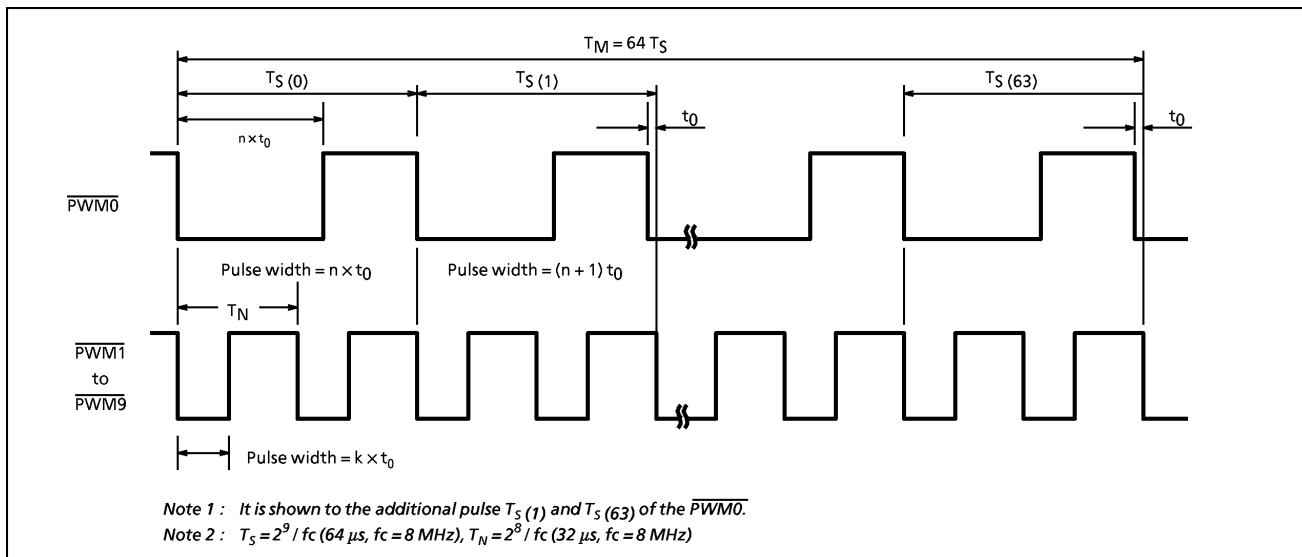 T_M = 64 T_S
T_S (0)
T_S (1)
T_S (63)
n × t_0
t_0
t_0
PWM0
Pulse width = n × t_0
Pulse width = (n + 1) t_0
T_N
PWM1
to
PWM9
Pulse width = k × t_0
Note 1 : It is shown to the additional pulse T_S (1) and T_S (63) of the PWM0.
Note 2 : T_S = 2^9 / fc (64 µs, fc = 8 MHz), T_N = 2^8 / fc (32 µs, fc = 8 MHz)